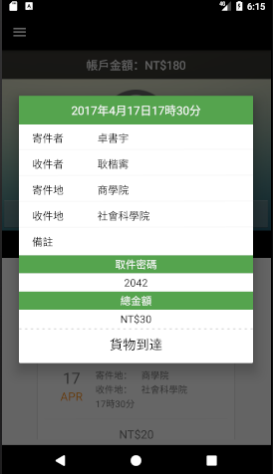 6:15
帳戶金額：NT$180
2017年4月17日17時30分
寄件者 卓書宇
收件者 耿楷寗
寄件地 商學院
收件地 社會科學院
備註
取件密碼
2042
總金額
NT$30
貨物到達
17 寄件地： 商學院
APR 收件地： 社會科學院
17時30分
NT$20